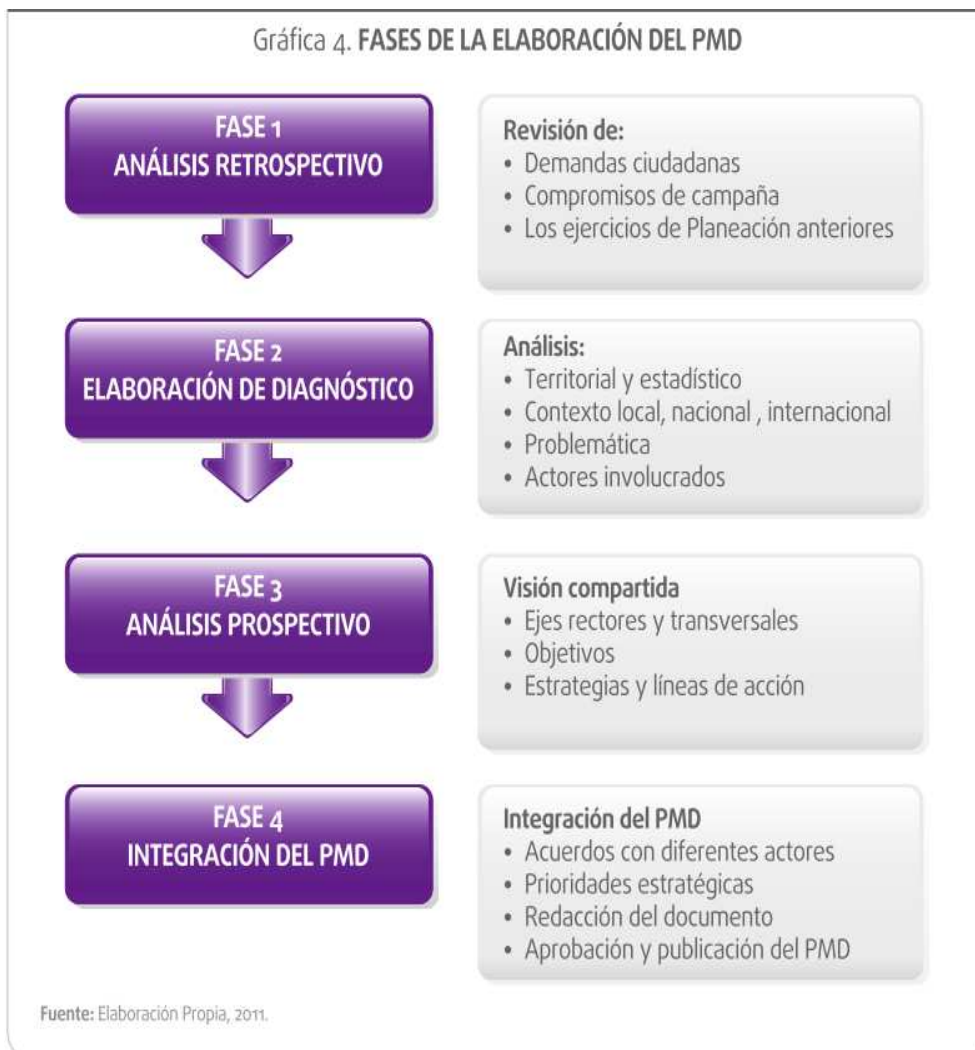 Gráfica 4. FASES DE LA ELABORACIÓN DEL PMD
FASE 1
ANÁLISIS RETROSPECTIVO
Revisión de:
• Demandas ciudadanas
• Compromisos de campaña
• Los ejercicios de Planeación anteriores
FASE 2
ELABORACIÓN DE DIAGNÓSTICO
Análisis:
• Territorial y estadístico
• Contexto local, nacional , internacional
• Problemática
• Actores involucrados
FASE 3
ANÁLISIS PROSPECTIVO
Visión compartida
• Ejes rectores y transversales
• Objetivos
• Estrategias y líneas de acción
FASE 4
INTEGRACIÓN DEL PMD
Integración del PMD
• Acuerdos con diferentes actores
• Prioridades estratégicas
• Redacción del documento
• Aprobación y publicación del PMD
Fuente: Elaboración Propia, 2011.